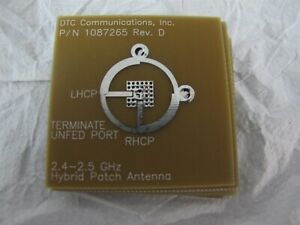 DTC Communications, Inc.
P/N 1087265 Rev. D
LHCP
TERMINATE
UNFED PORT
RHCP
2.4-2.5 GHz
Hybrid Patch Antenna